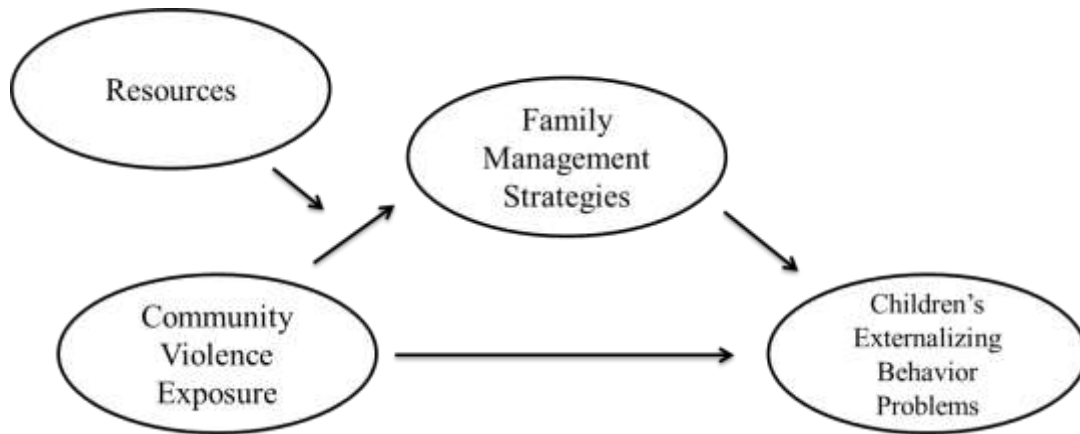 Resources
Family
Management
Strategies
Community
Violence
Exposure
Children’s
Externalizing
Behavior
Problems